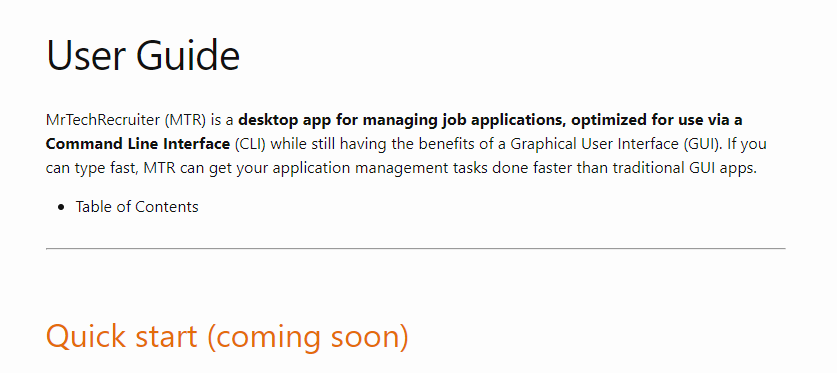 User Guide
MrTechRecruiter (MTR) is a desktop app for managing job applications, optimized for use via a
Command Line Interface (CLI) while still having the benefits of a Graphical User Interface (GUI). If you
can type fast, MTR can get your application management tasks done faster than traditional GUI apps.
• Table of Contents
Quick start (coming soon)